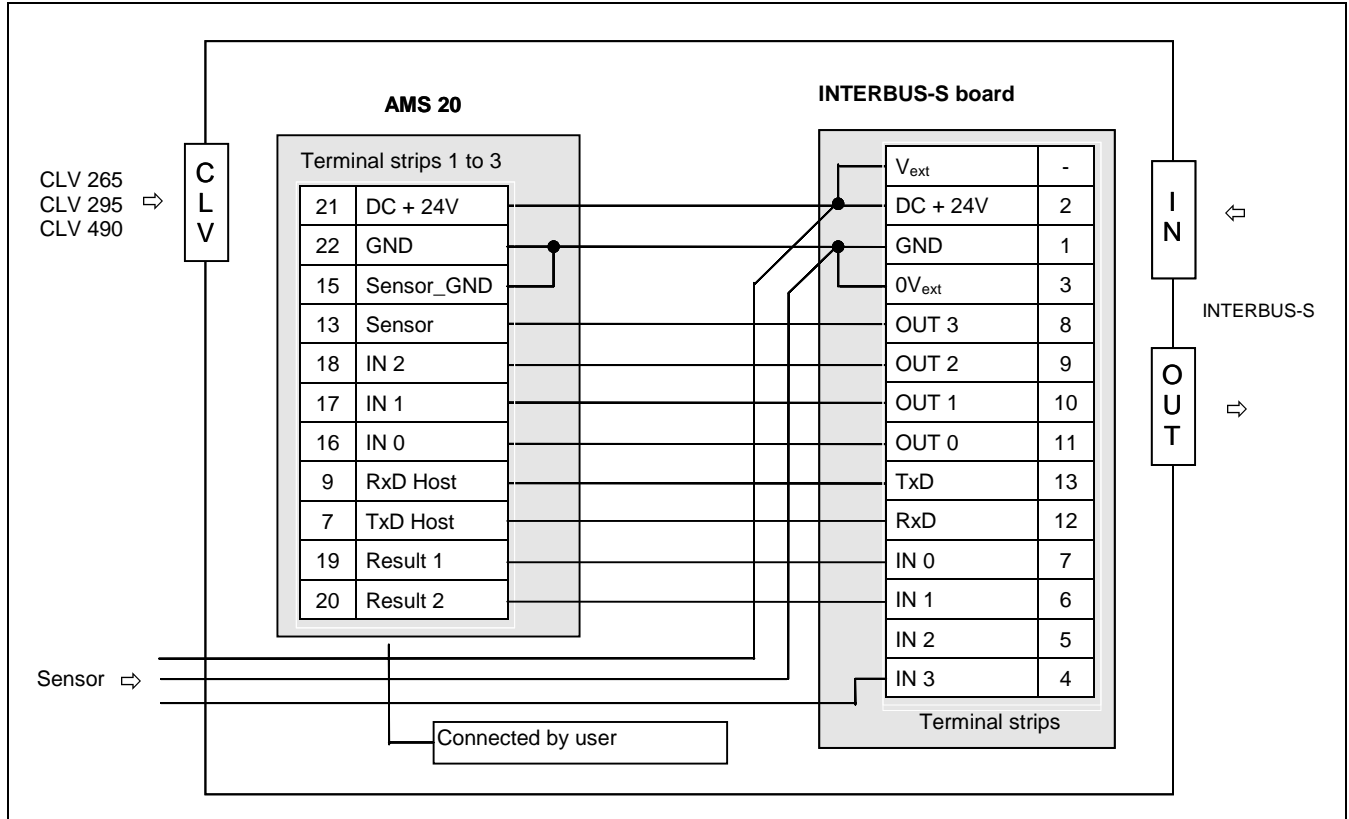 AMS 20
INTERBUS-S board
CLV 265
CLV 295
CLV 490
C
L
V
Terminal strips 1 to 3
21 DC + 24V
22 GND
15 Sensor_GND
13 Sensor
18 IN 2
17 IN 1
16 IN 0
9 RxD Host
7 TxD Host
19 Result 1
20 Result 2
Vext -
DC + 24V 2
GND 1
0Vext 3
OUT 3 8
OUT 2 9
OUT 1 10
OUT 0 11
TxD 13
RxD 12
IN 0 7
IN 1 6
IN 2 5
IN 3 4
Terminal strips
I
N
INTERBUS-S
O
U
T
Sensor
Connected by user